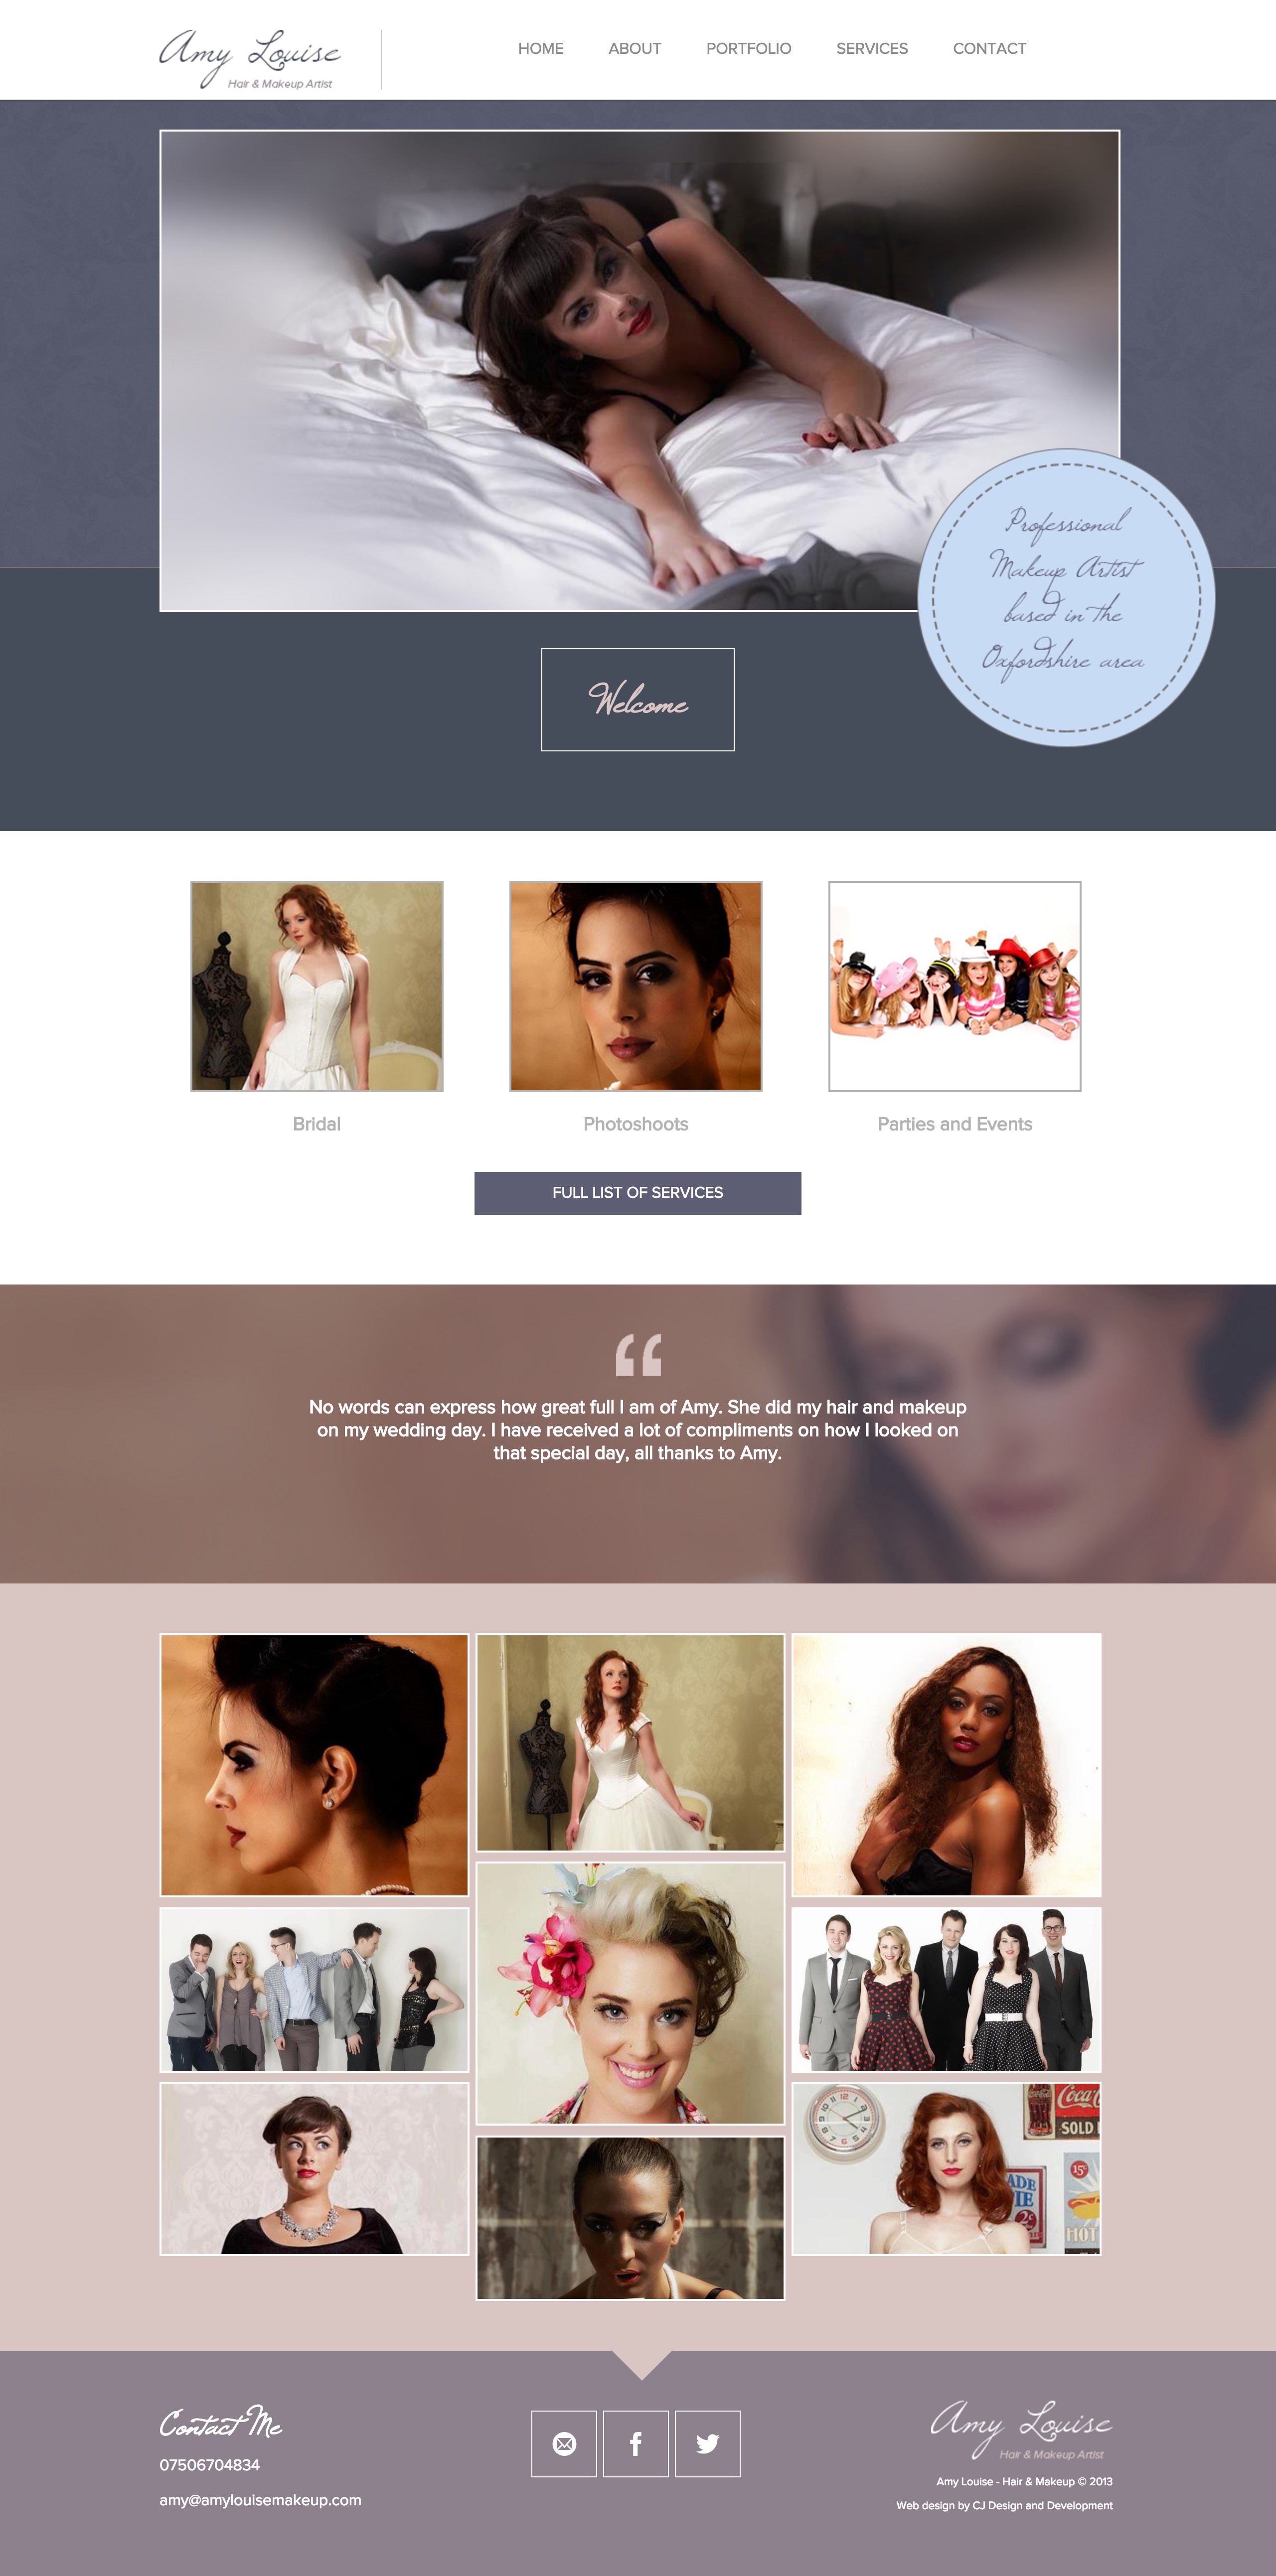 Amy Louise
Hair & Makeup Artist
HOME ABOUT PORTFOLIO SERVICES CONTACT
Professional
Makeup Artist
based in the
Oxfordshire area
Welcome
Bridal
Photoshoots
Parties and Events
FULL LIST OF SERVICES
“
No words can express how great full I am of Amy. She did my hair and makeup
on my wedding day. I have received a lot of compliments on how I looked on
that special day, all thanks to Amy.
Coca
SOLD
15¢
ADE
IE
2¢
HOT
Contact Me
07506704834
amy@amylouisemakeup.com
f
Amy Louise
Hair & Makeup Artist
Amy Louise - Hair & Makeup © 2013
Web design by CJ Design and Development